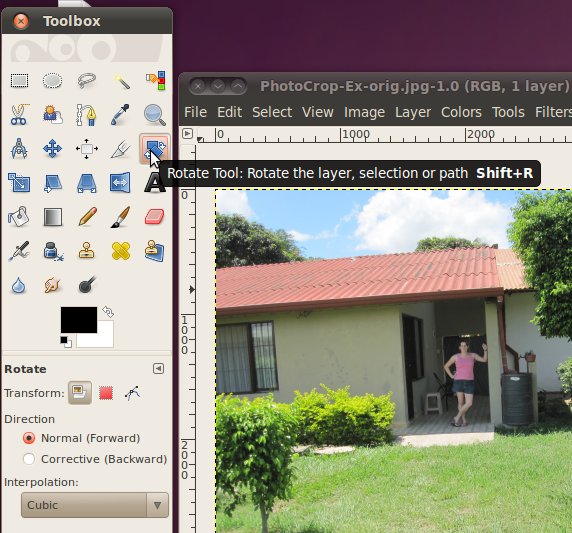 Toolbox
PhotoCrop-Ex-orig.jpg-1.0 (RGB, 1 layer)
File Edit Select View Image Layer Colors Tools Filters
0 1000 2000
Rotate Tool: Rotate the layer, selection or path Shift+R
0
1000
2000
Rotate
Transform:
Direction
Normal (Forward)
Corrective (Backward)
Interpolation:
Cubic